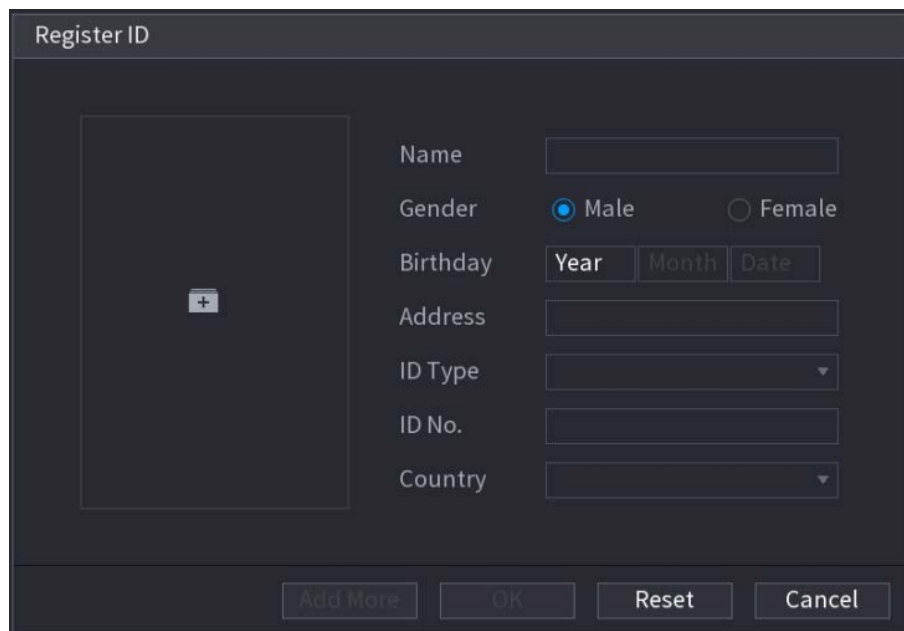 Register ID
Name
Gender Male Female
Birthday Year Month Date
Address
ID Type
ID No.
Country
Add More OK Reset Cancel